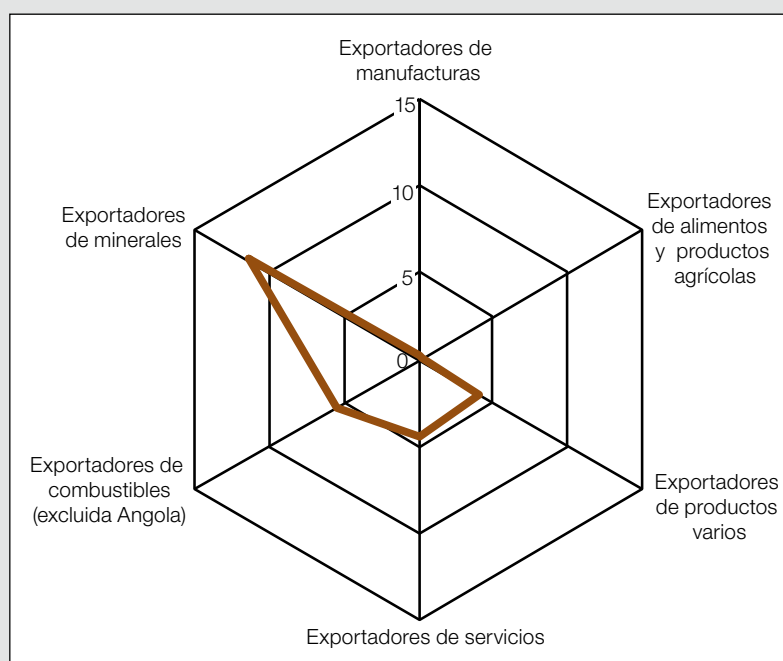 Exportadores de
manufacturas
15
Exportadores
de minerales
Exportadores
de alimentos
y productos
agrícolas
10
5
0
Exportadores de
combustibles
(excluida Angola)
Exportadores
de productos
varios
Exportadores de servicios